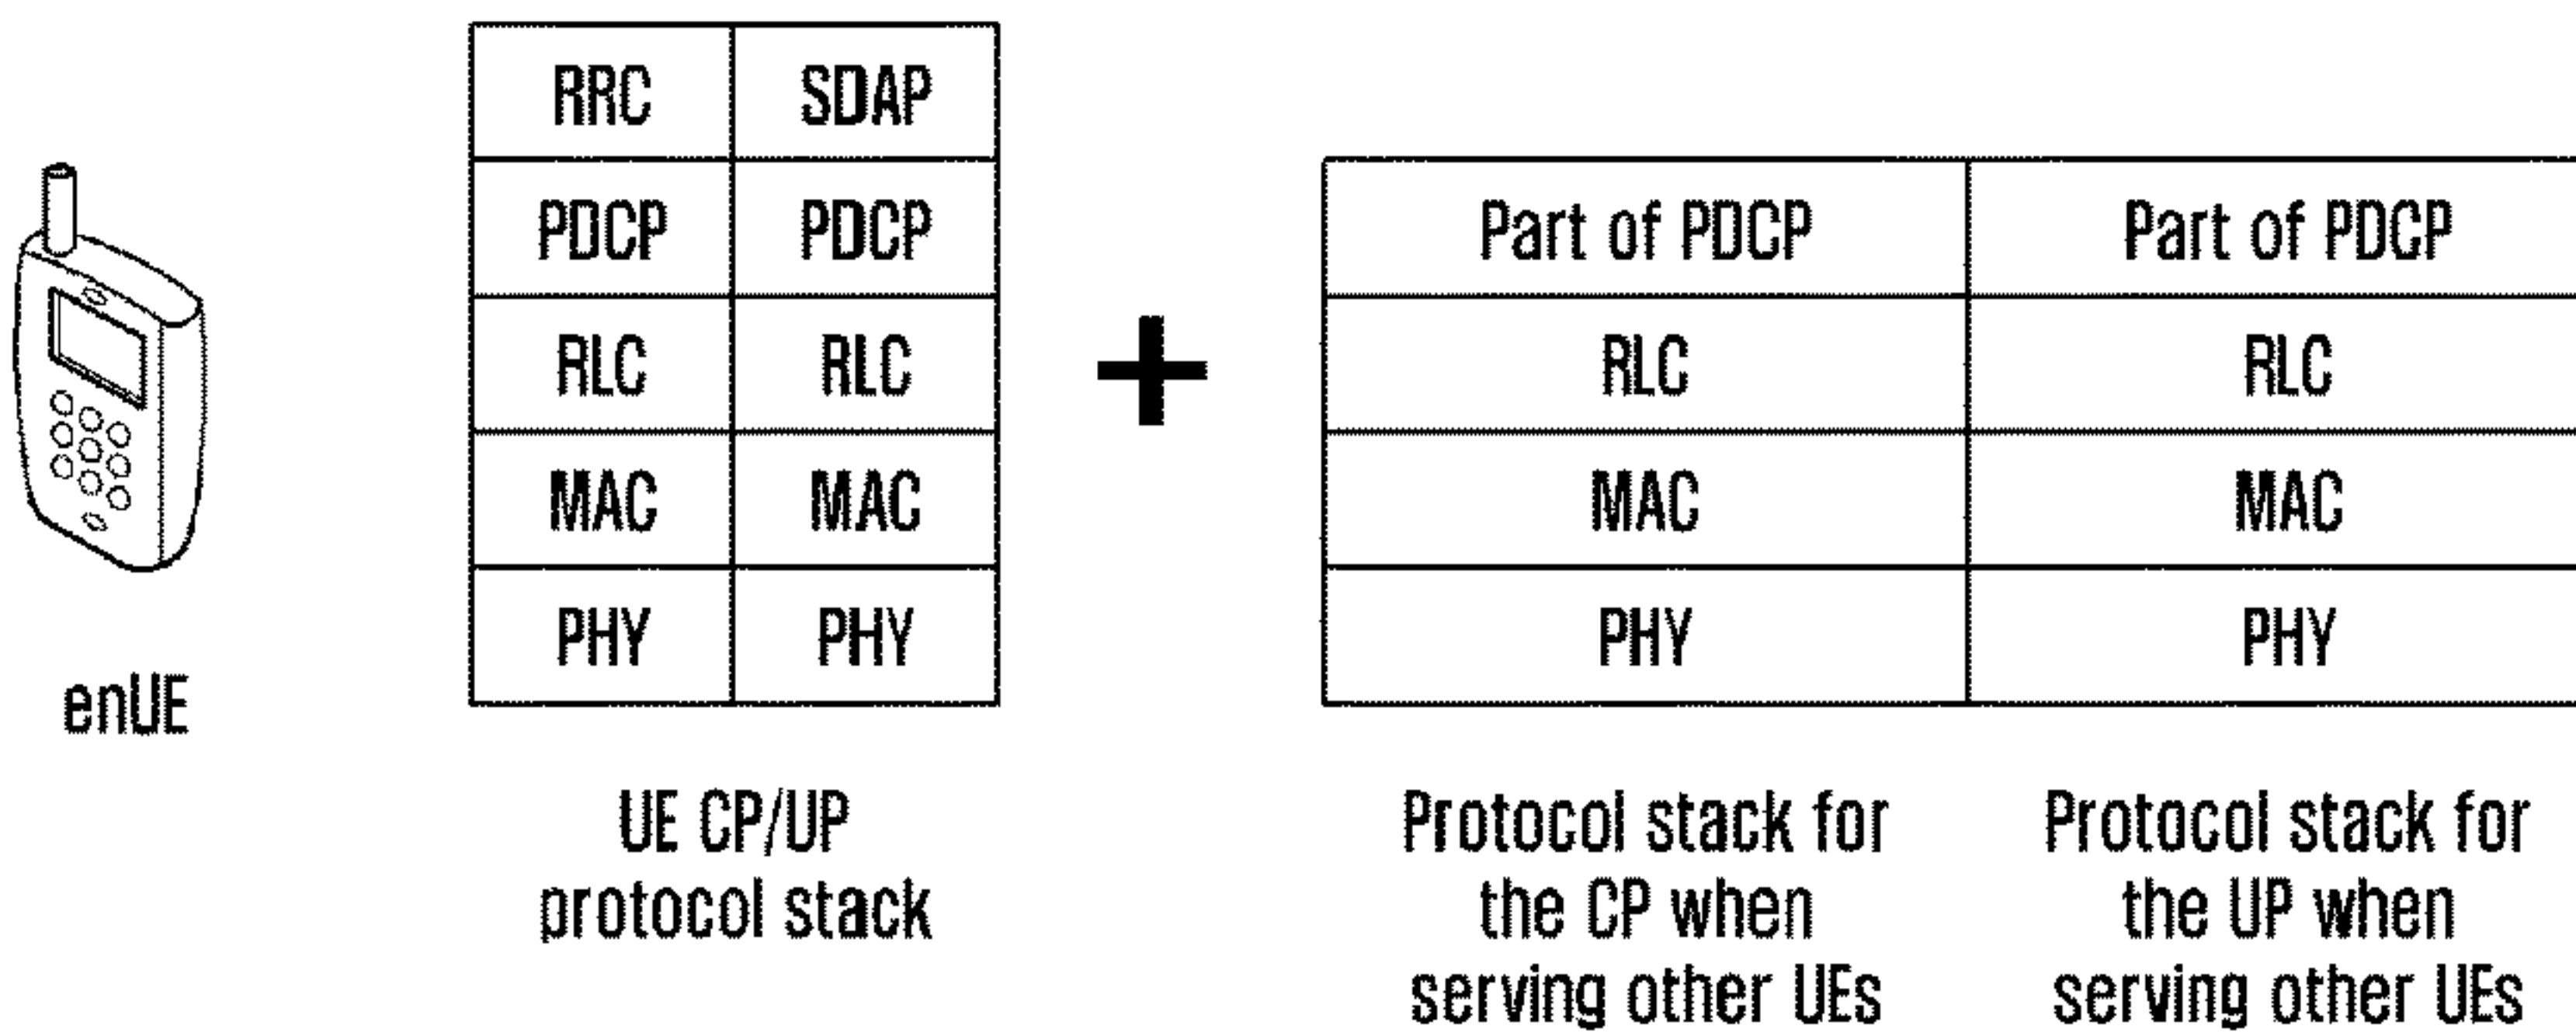 RRC SDAP
PDCP PDCP Part of PDCP Part of PDCP
RLC RLC + RLC RLC
MAC MAC MAC MAC
PHY PHY PHY PHY
enUE
UE CP/UP
protocol stack
Protocol stack for
the CP when
serving other UEs
Protocol stack for
the UP when
serving other UEs